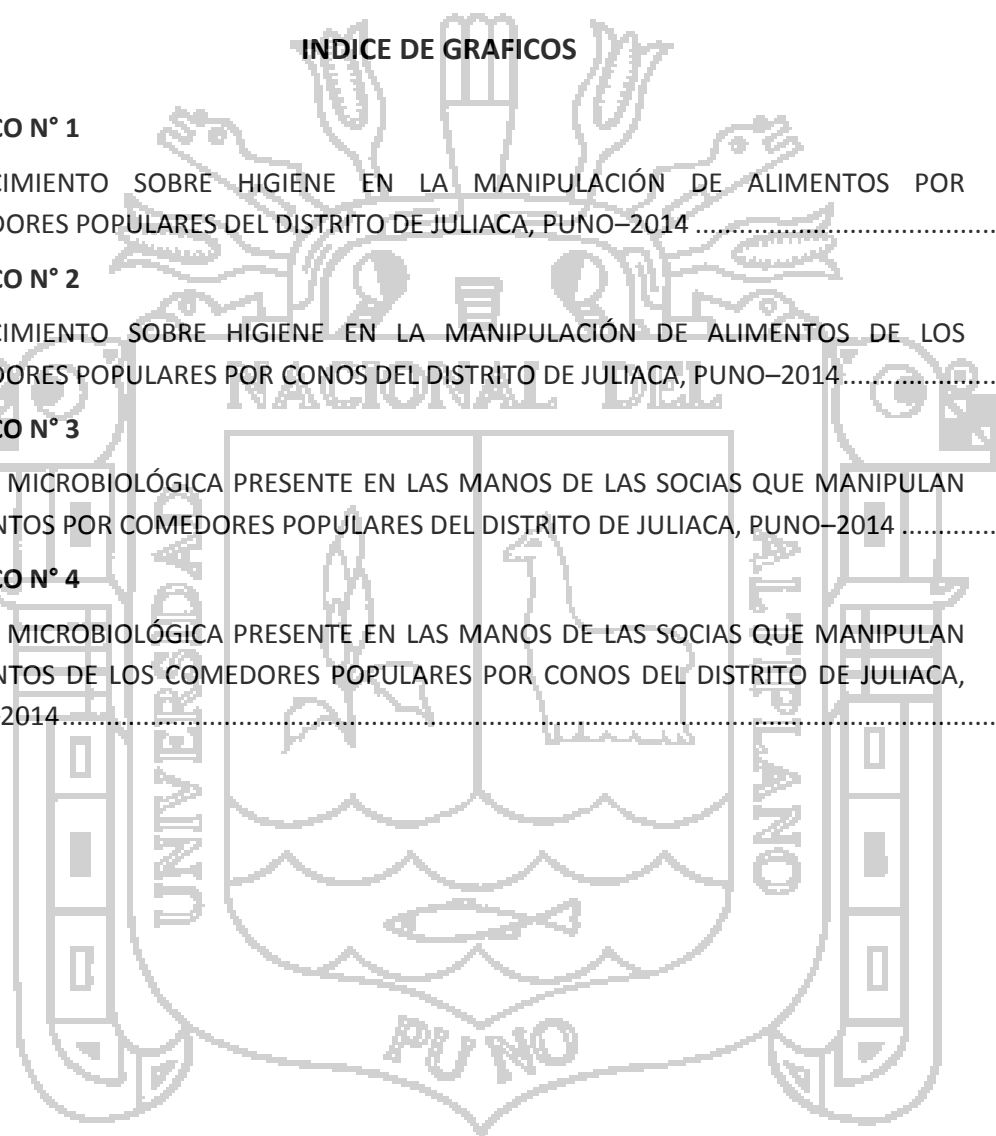 INDICE DE GRAFICOS
CO N° 1
CIMIENTO SOBRE HIGIENE EN LA MANIPULACIÓN DE ALIMENTOS POR
DORES POPULARES DEL DISTRITO DE JULIACA, PUNO–2014
CO N° 2
CIMIENTO SOBRE HIGIENE EN LA MANIPULACIÓN DE ALIMENTOS DE LOS
DORES POPULARES POR CONOS DEL DISTRITO DE JULIACA, PUNO–2014
CO N° 3
MICROBIOLÓGICA PRESENTE EN LAS MANOS DE LAS SOCIAS QUE MANIPULAN
NTOS POR COMEDORES POPULARES DEL DISTRITO DE JULIACA, PUNO–2014
CO N° 4
MICROBIOLÓGICA PRESENTE EN LAS MANOS DE LAS SOCIAS QUE MANIPULAN
NTOS DE LOS COMEDORES POPULARES POR CONOS DEL DISTRITO DE JULIACA,
2014
UNIVERSIDAD
NACIONAL DEL
ALTIPLANO
PUNO